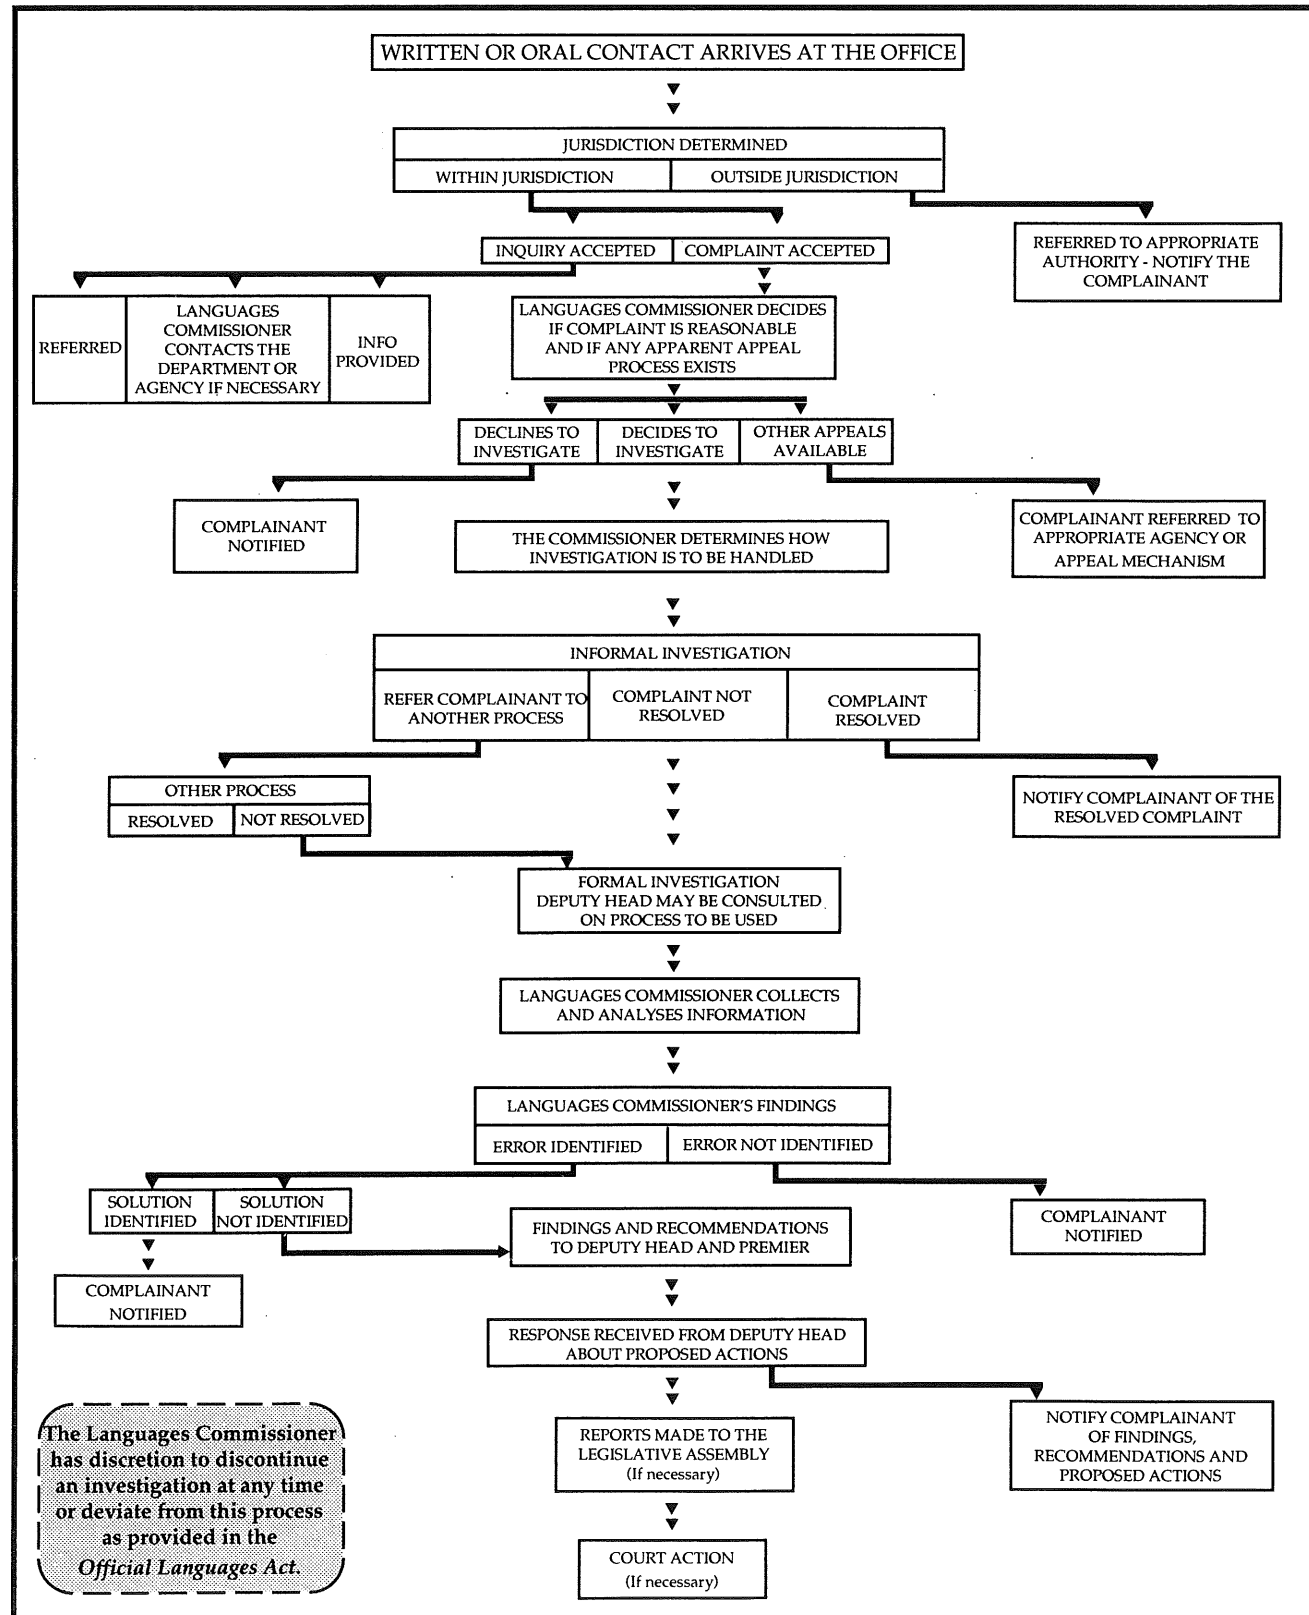 WRITTEN OR ORAL CONTACT ARRIVES AT THE OFFICE
JURISDICTION DETERMINED
WITHIN JURISDICTION
OUTSIDE JURISDICTION
INQUIRY ACCEPTED
COMPLAINT ACCEPTED
REFERRED TO APPROPRIATE
AUTHORITY - NOTIFY THE
COMPLAINANT
REFERRED
LANGUAGES
COMMISSIONER
CONTACTS THE
DEPARTMENT OR
AGENCY IF NECESSARY
INFO
PROVIDED
LANGUAGES COMMISSIONER DECIDES
IF COMPLAINT IS REASONABLE
AND IF ANY APPARENT APPEAL
PROCESS EXISTS
DECLINES TO
INVESTIGATE
DECIDES TO
INVESTIGATE
OTHER APPEALS
AVAILABLE
COMPLAINANT
NOTIFIED
THE COMMISSIONER DETERMINES HOW
INVESTIGATION IS TO BE HANDLED
COMPLAINANT REFERRED TO
APPROPRIATE AGENCY OR
APPEAL MECHANISM
INFORMAL INVESTIGATION
REFER COMPLAINANT TO
ANOTHER PROCESS
COMPLAINT NOT
RESOLVED
COMPLAINT
RESOLVED
OTHER PROCESS
RESOLVED
NOT RESOLVED
NOTIFY COMPLAINANT OF THE
RESOLVED COMPLAINT
FORMAL INVESTIGATION
DEPUTY HEAD MAY BE CONSULTED
ON PROCESS TO BE USED
LANGUAGES COMMISSIONER COLLECTS
AND ANALYSES INFORMATION
LANGUAGES COMMISSIONER'S FINDINGS
ERROR IDENTIFIED
ERROR NOT IDENTIFIED
SOLUTION
IDENTIFIED
SOLUTION
NOT IDENTIFIED
FINDINGS AND RECOMMENDATIONS
TO DEPUTY HEAD AND PREMIER
COMPLAINANT
NOTIFIED
COMPLAINANT
NOTIFIED
RESPONSE RECEIVED FROM DEPUTY HEAD
ABOUT PROPOSED ACTIONS
REPORTS MADE TO THE
LEGISLATIVE ASSEMBLY
(If necessary)
NOTIFY COMPLAINANT
OF FINDINGS,
RECOMMENDATIONS AND
PROPOSED ACTIONS
COURT ACTION
(If necessary)
The Languages Commissioner
has discretion to discontinue
an investigation at any time
or deviate from this process
as provided in the
Official Languages Act.